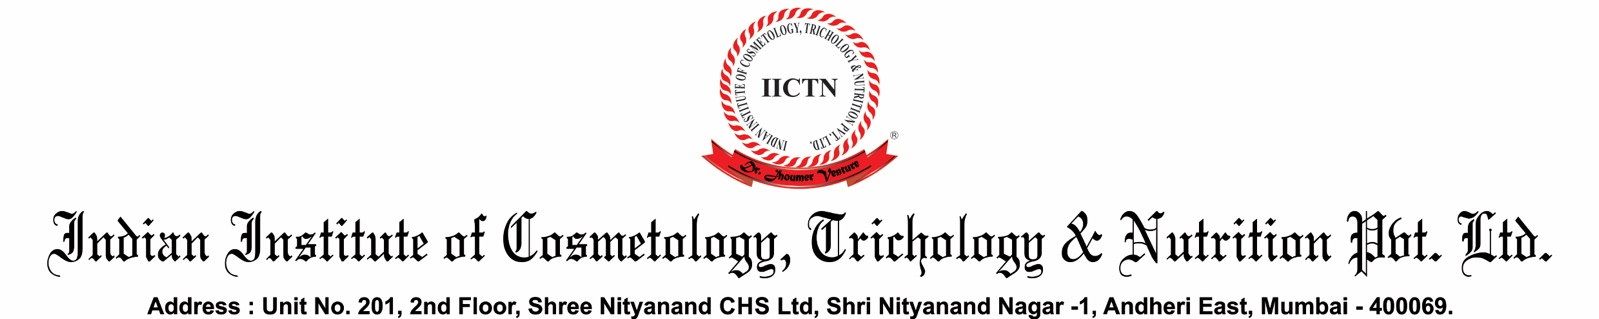 INDIAN INSTITUTE OF COSMETOLOGY, TRICHOLOGY & NUTRITION PVT. LTD.
IICTN
®
Dr. Jhoumer Venture
Indian Institute of Cosmetology, Trichology & Nutrition Pvt. Ltd.
Address : Unit No. 201, 2nd Floor, Shree Nityanand CHS Ltd, Shri Nityanand Nagar -1, Andheri East, Mumbai - 400069.